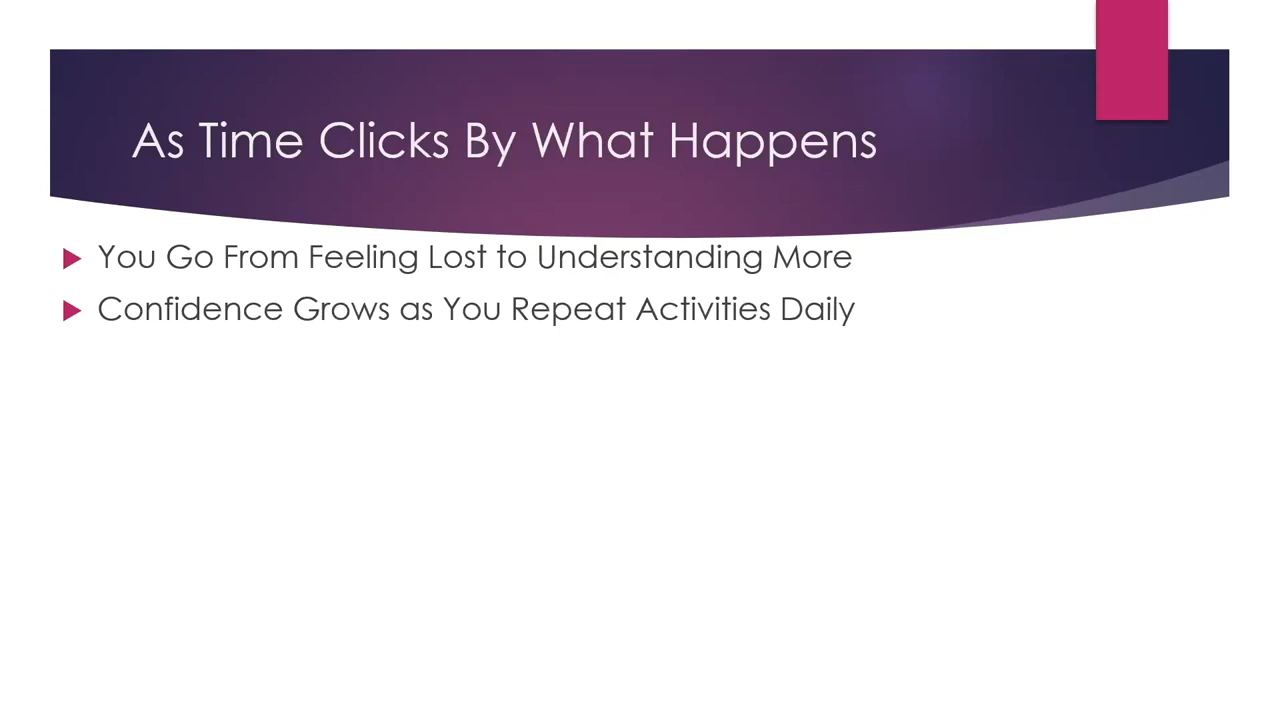 As Time Clicks By What Happens
You Go From Feeling Lost to Understanding More
Confidence Grows as You Repeat Activities Daily